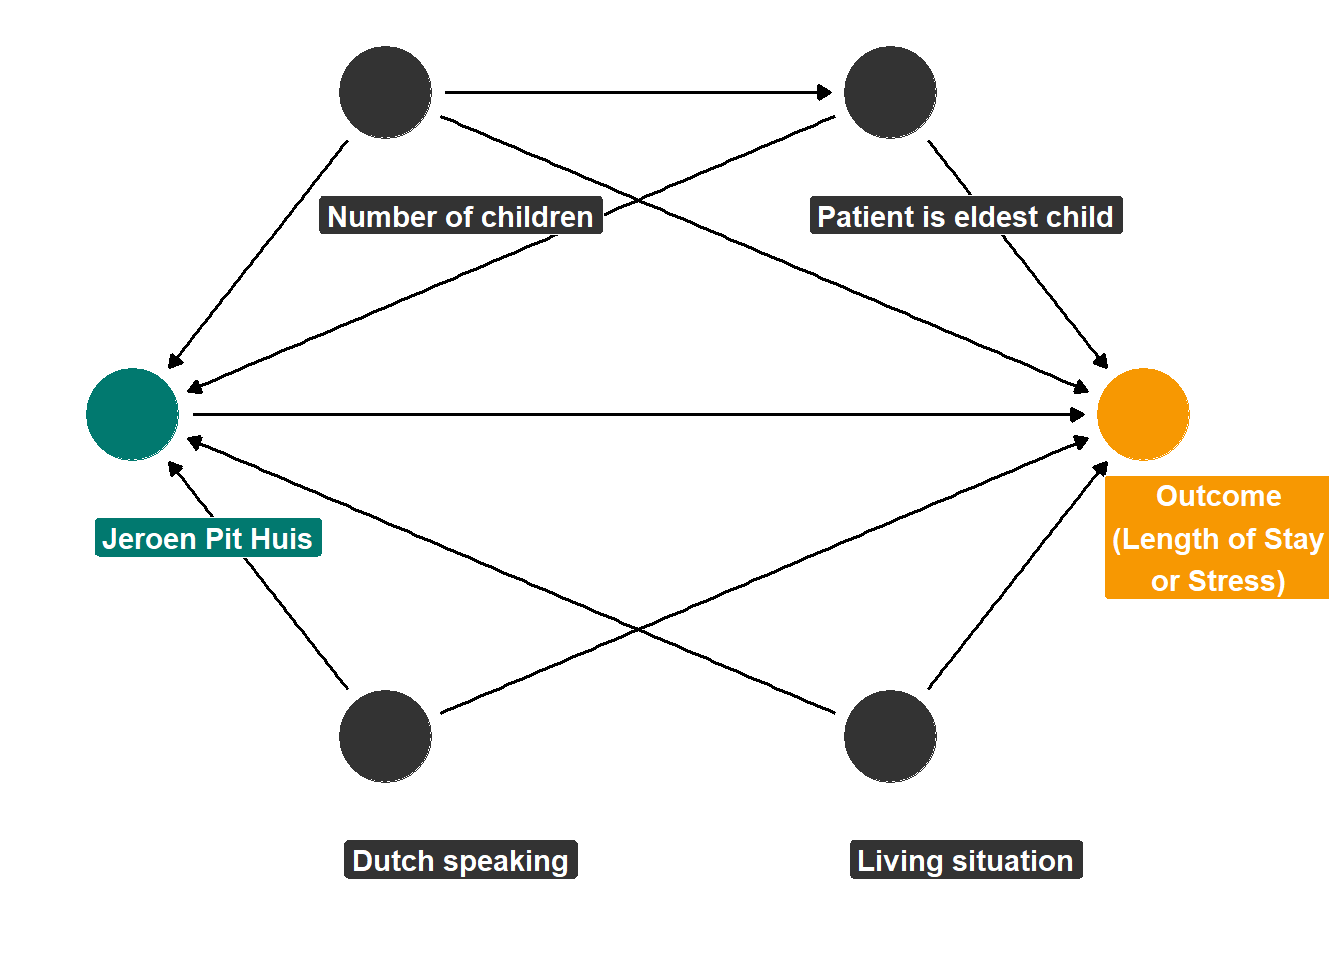 Number of children
Patient is eldest child
Jeroen Pit Huis
Outcome
(Length of Stay
or Stress)
Dutch speaking
Living situation